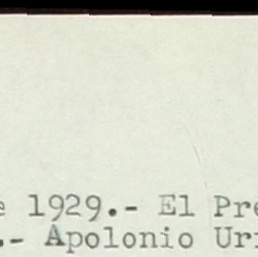 e 1929.- El Pre
.- Apolonio Uri